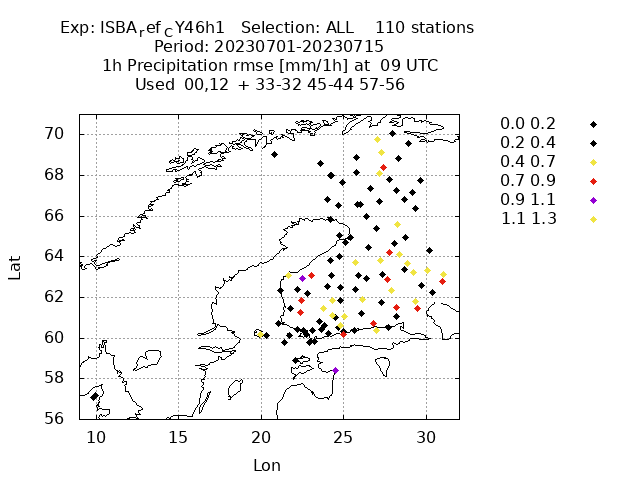 Exp: ISBArefCY46h1   Selection: ALL    110 stations
Period: 20230701-20230715
1h Precipitation rmse [mm/1h] at  09 UTC
Used  00,12  + 33-32 45-44 57-56
0.0 0.2
0.2 0.4
0.4 0.7
0.7 0.9
0.9 1.1
1.1 1.3
70
68
66
64
62
60
58
56
Lat
10 15 20 25 30
Lon